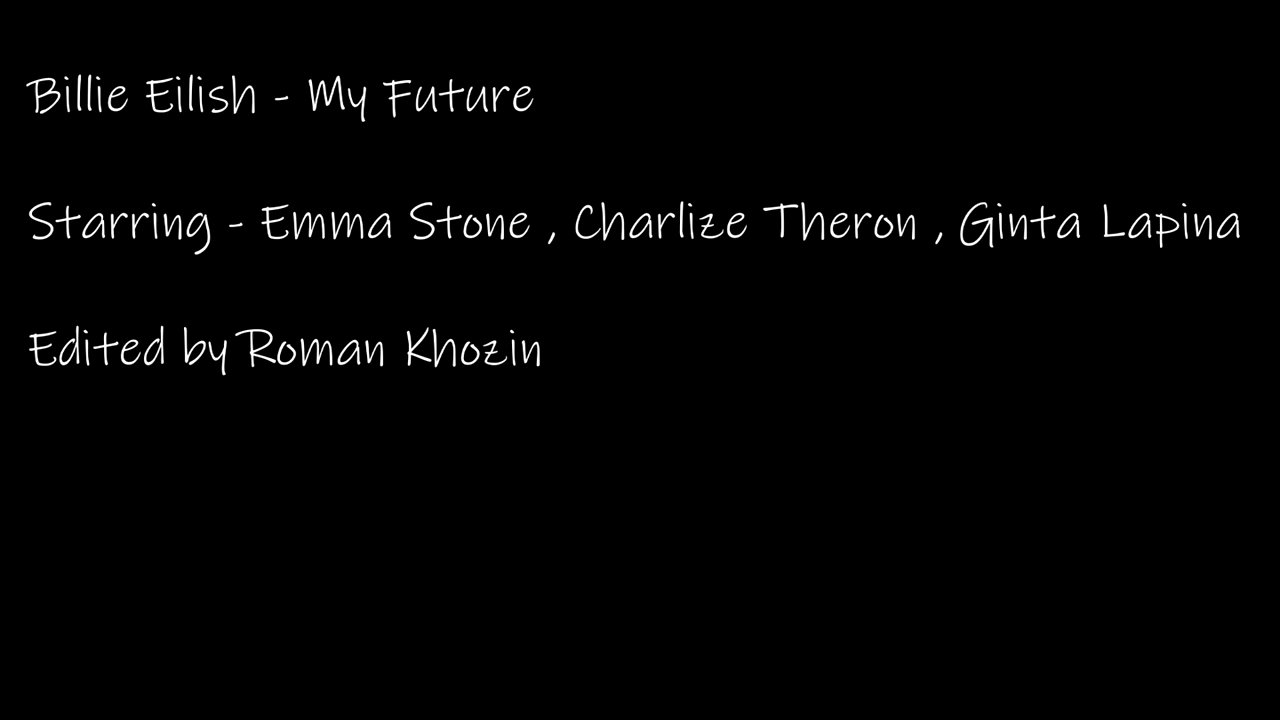 Billie Eilish - My Future
Starring - Emma Stone , Charlize Theron , Ginta Lapina
Edited by Roman Khozin